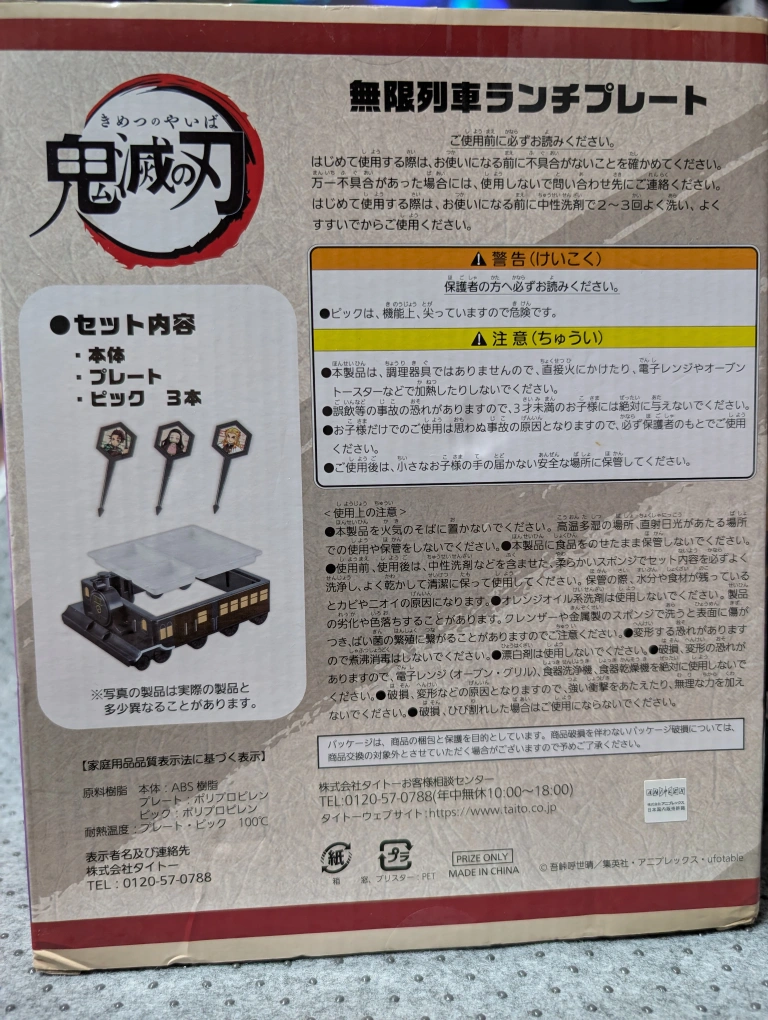 きめつのやいば
鬼滅の刃
無限列車ランチプレート
ご使用前に必ずお読みください。
はじめて使用する際は、お使いになる前に不具合がないことを確かめてください。
万一不具合があった場合には、使用しないで問い合わせ先にご連絡ください。
はじめて使用する際は、お使いになる前に中性洗剤で2〜3回よく洗い、よく
すすいでからご使用ください。
警告(けいこく)
保護者の方へ必ずお読みください。
●ピックは、機能上、尖っていますので危険です。
注意(ちゅうい)
●本製品は、調理器具ではありませんので、直接火にかけたり、電子レンジやオーブン
トースターなどで加熱したりしないでください。
●誤飲等の事故の恐れがありますので、3才未満のお子様には絶対に与えないでください。
●お子様だけでのご使用は思わぬ事故の原因となりますので、必ず保護者のもとでご使用
ください。
●ご使用後は、小さなお子様の手の届かない安全な場所に保管してください。
<使用上の注意>
●本製品を火気のそばに置かないでください。高温多湿の場所、直射日光があたる場所
での使用や保管をしないでください。●本製品に食品をのせたまま保管しないでください。
●使用前、使用後は、中性洗剤などを含ませた、柔らかいスポンジでセット内容を必ずよく
洗浄し、よく乾かして清潔に保って使用してください。保管の際、水分や食材が残っている
とカビやニオイの原因になります。●オレンジオイル系洗剤は使用しないでください。製品
の劣化や色落ちすることがあります。クレンザーや金属製のスポンジで洗うと表面に傷が
つき、ばい菌の繁殖に繋がることがありますのでご注意ください。●変形する恐れがあります
ので煮沸消毒はしないでください。●漂白剤は使用しないでください。●破損、変形の恐れが
ありますので、電子レンジ(オーブン・グリル)、食器洗浄機、食器乾燥機を絶対に使用しないで
ください。●破損、変形などの原因となりますので、強い衝撃をあたえたり、無理な力を加え
ないでください。●破損、ひび割れした場合はご使用にならないでください。
パッケージは、商品の梱包と保護を目的としています。商品破損を伴わないパッケージ破損については、
商品交換の対象外とさせていただく場合がございますので予めご了承ください。
株式会社タイトーお客様相談センター
TEL:0120-57-0788(年中無休10:00〜18:00)
タイトーウェブサイト:https://www.taito.co.jp
●セット内容
・本体
・プレート
・ピック 3本
※写真の製品は実際の製品と
多少異なることがあります。
【家庭用品品質表示法に基づく表示】
原料樹脂 本体:ABS樹脂
プレート:ポリプロピレン
ピック:ポリプロピレン
耐熱温度:プレート・ピック 100℃
表示者名及び連絡先
株式会社タイトー
TEL:0120-57-0788
紙
箱
プラ
窓、ブリスター:PET
PRIZE ONLY
MADE IN CHINA
ANIPLEX
株式会社アニプレックス
日本国内販売許諾
©吾峠呼世晴/集英社・アニプレックス・ufotable